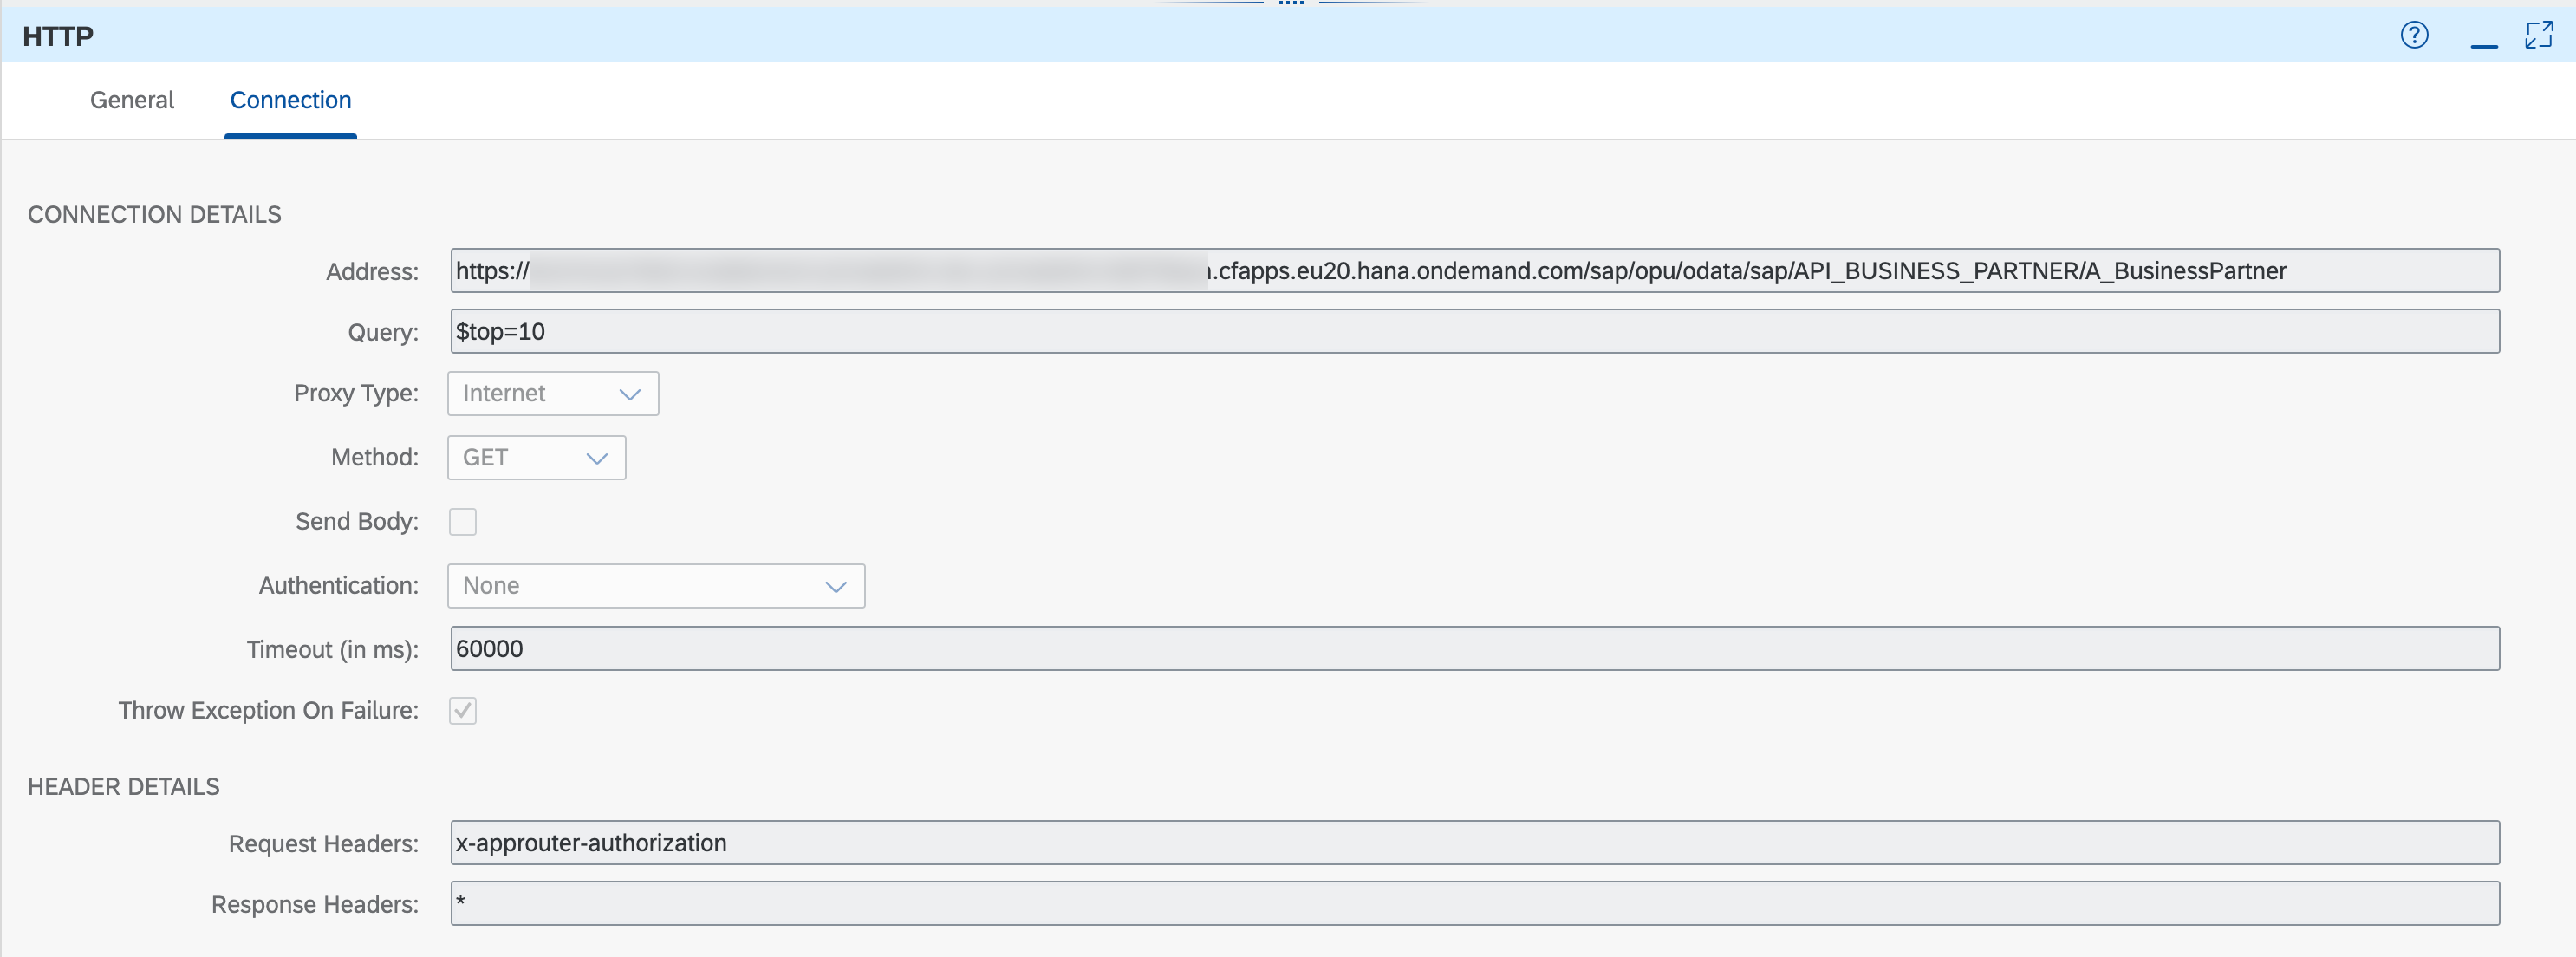 HTTP
General Connection
CONNECTION DETAILS
Address: https:// .cfapps.eu20.hana.ondemand.com/sap/opu/odata/sap/API_BUSINESS_PARTNER/A_BusinessPartner
Query: $top=10
Proxy Type: Internet
Method: GET
Send Body:
Authentication: None
Timeout (in ms): 60000
Throw Exception On Failure:
HEADER DETAILS
Request Headers: x-approuter-authorization
Response Headers: *